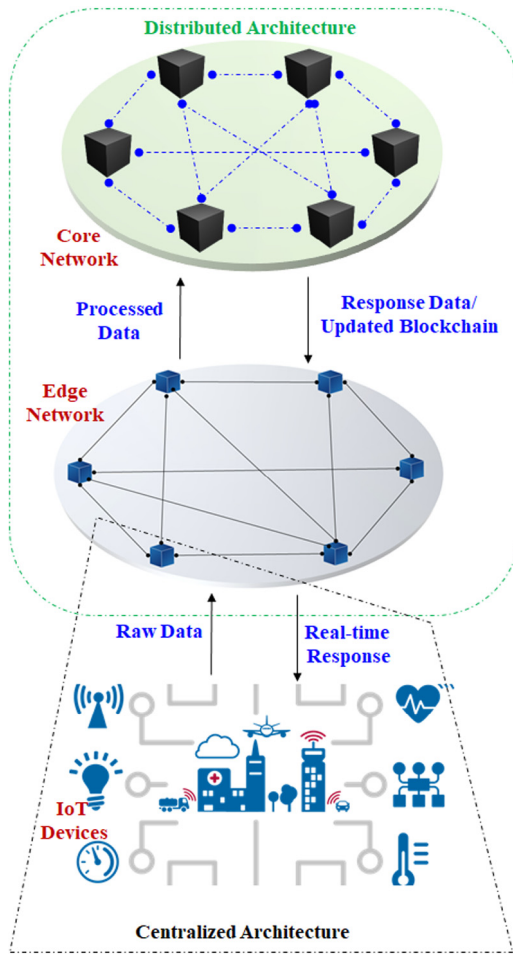 Distributed Architecture
Core
Network
Processed
Data
Response Data/
Updated Blockchain
Edge
Network
Raw Data
Real-time
Response
IoT
Devices
Centralized Architecture